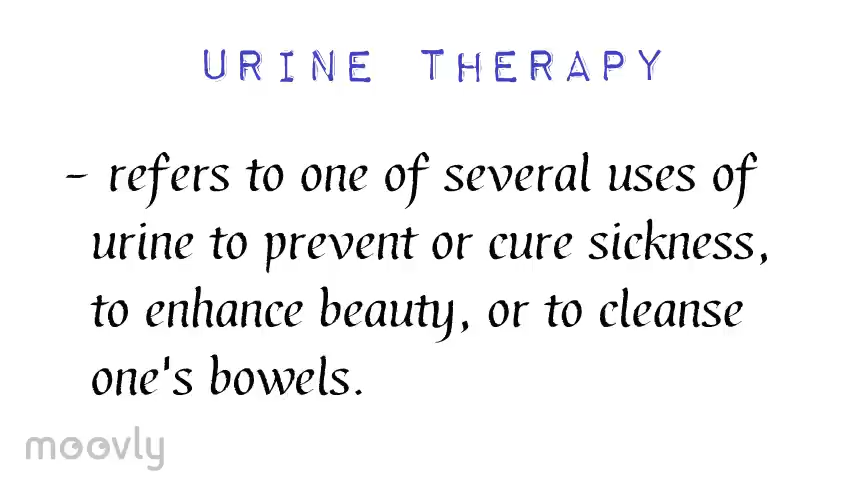 URINE THERAPY
- refers to one of several uses of
urine to prevent or cure sickness,
to enhance beauty, or to cleanse
one's bowels.
moovly